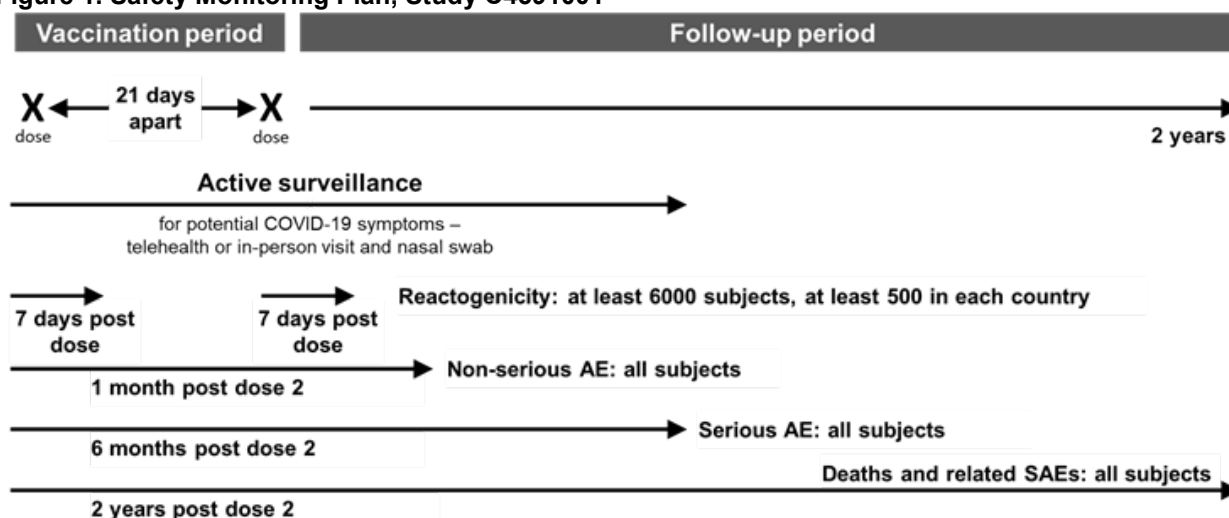 Vaccination period
Follow-up period
X
21 days
apart
X
dose
dose
2 years
Active surveillance
for potential COVID-19 symptoms –
telehealth or in-person visit and nasal swab
Reactogenicity: at least 6000 subjects, at least 500 in each country
7 days post
dose
7 days post
dose
Non-serious AE: all subjects
1 month post dose 2
Serious AE: all subjects
6 months post dose 2
Deaths and related SAEs: all subjects
2 years post dose 2